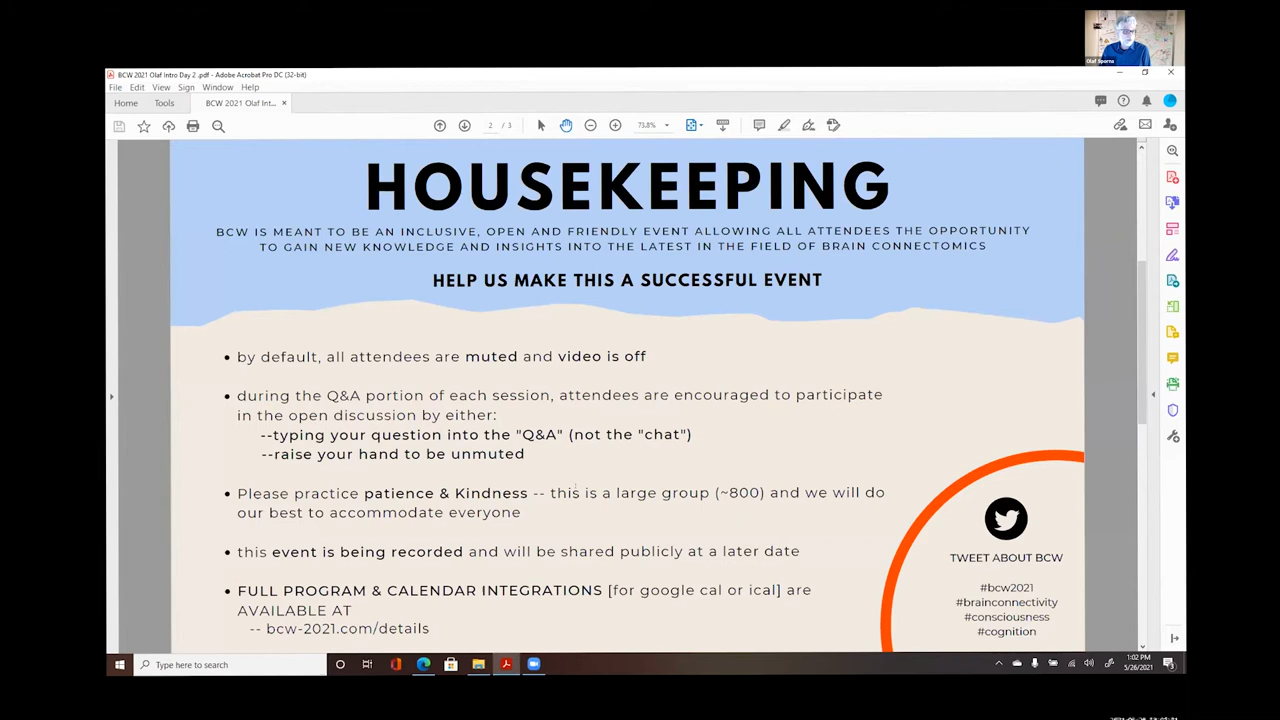 Olaf Sporns
BCW 2021 Olaf Intro Day 2 .pdf - Adobe Acrobat Pro DC (32-bit)
File Edit View Sign Window Help
Home Tools BCW 2021 Olaf Int... ×
2 / 3 73.8%
HOUSEKEEPING
BCW IS MEANT TO BE AN INCLUSIVE, OPEN AND FRIENDLY EVENT ALLOWING ALL ATTENDEES THE OPPORTUNITY
TO GAIN NEW KNOWLEDGE AND INSIGHTS INTO THE LATEST IN THE FIELD OF BRAIN CONNECTOMICS
HELP US MAKE THIS A SUCCESSFUL EVENT
• by default, all attendees are muted and video is off
• during the Q&A portion of each session, attendees are encouraged to participate
in the open discussion by either:
--typing your question into the "Q&A" (not the "chat")
--raise your hand to be unmuted
• Please practice patience & Kindness -- this is a large group (~800) and we will do
our best to accommodate everyone
• this event is being recorded and will be shared publicly at a later date
• FULL PROGRAM & CALENDAR INTEGRATIONS [for google cal or ical] are
AVAILABLE AT
-- bcw-2021.com/details
TWEET ABOUT BCW
#bcw2021
#brainconnectivity
#consciousness
#cognition
Type here to search
1:02 PM
5/26/2021